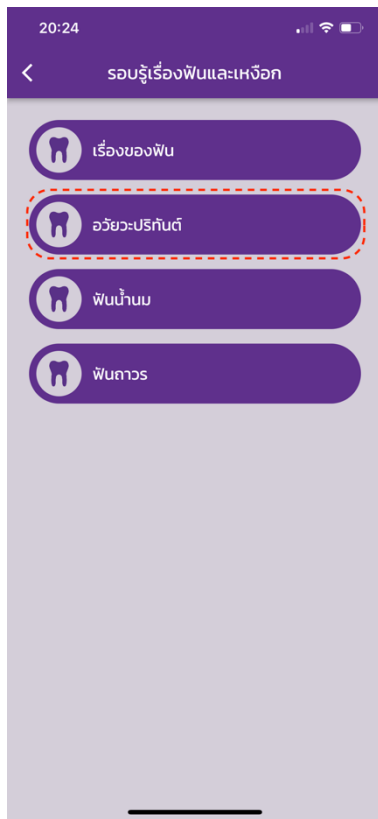 20:24
รอบรู้เรื่องฟันและเหงือก
เรื่องของฟัน
อวัยวะปริทันต์
ฟันน้ำนม
ฟันถาวร